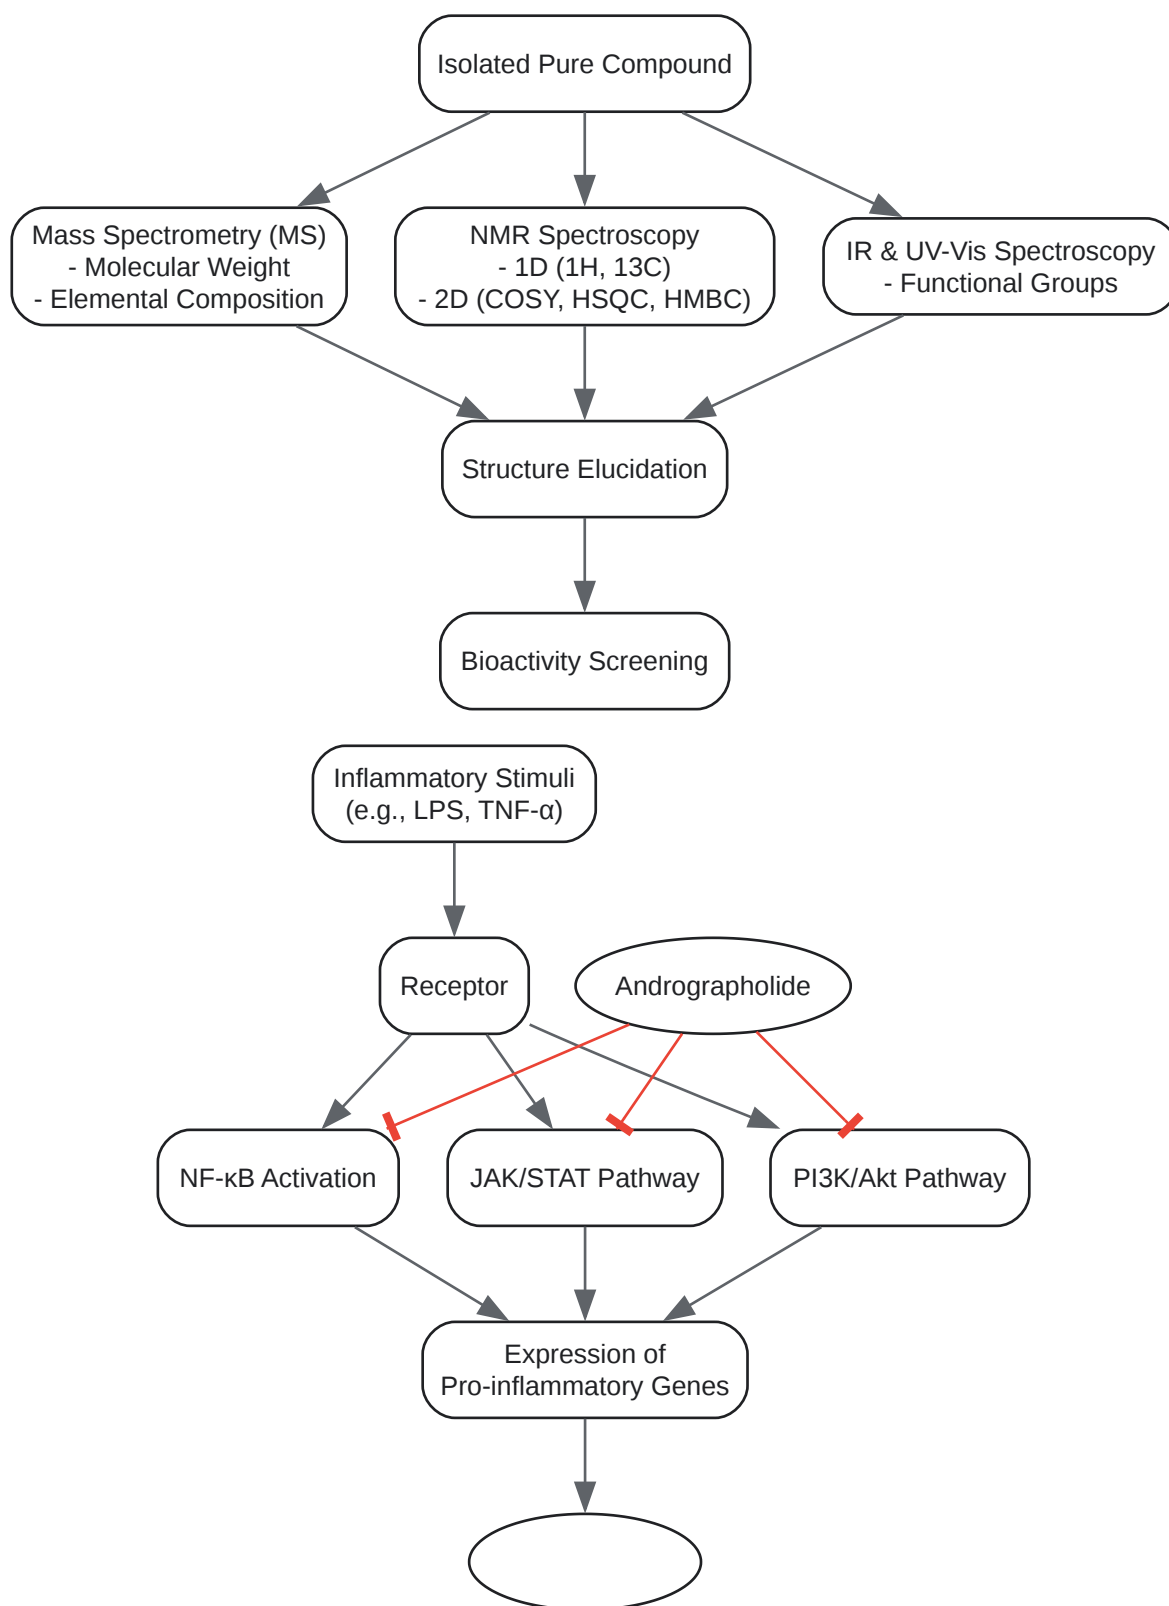 Isolated Pure Compound
Mass Spectrometry (MS)
- Molecular Weight
- Elemental Composition
NMR Spectroscopy
- 1D (1H, 13C)
- 2D (COSY, HSQC, HMBC)
IR & UV-Vis Spectroscopy
- Functional Groups
Structure Elucidation
Bioactivity Screening
Inflammatory Stimuli
(e.g., LPS, TNF-α)
Receptor
Andrographolide
NF-κB Activation
JAK/STAT Pathway
PI3K/Akt Pathway
Expression of
Pro-inflammatory Genes